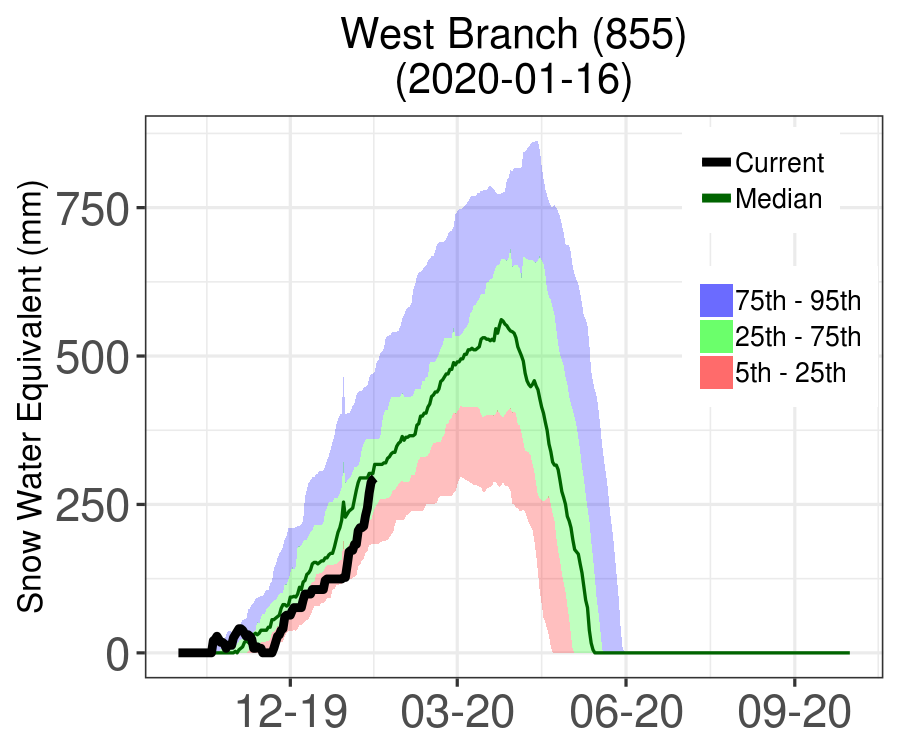 West Branch (855)
(2020-01-16)
Snow Water Equivalent (mm)
750
500
250
0
12-19
03-20
06-20
09-20
Current
Median
75th - 95th
25th - 75th
5th - 25th